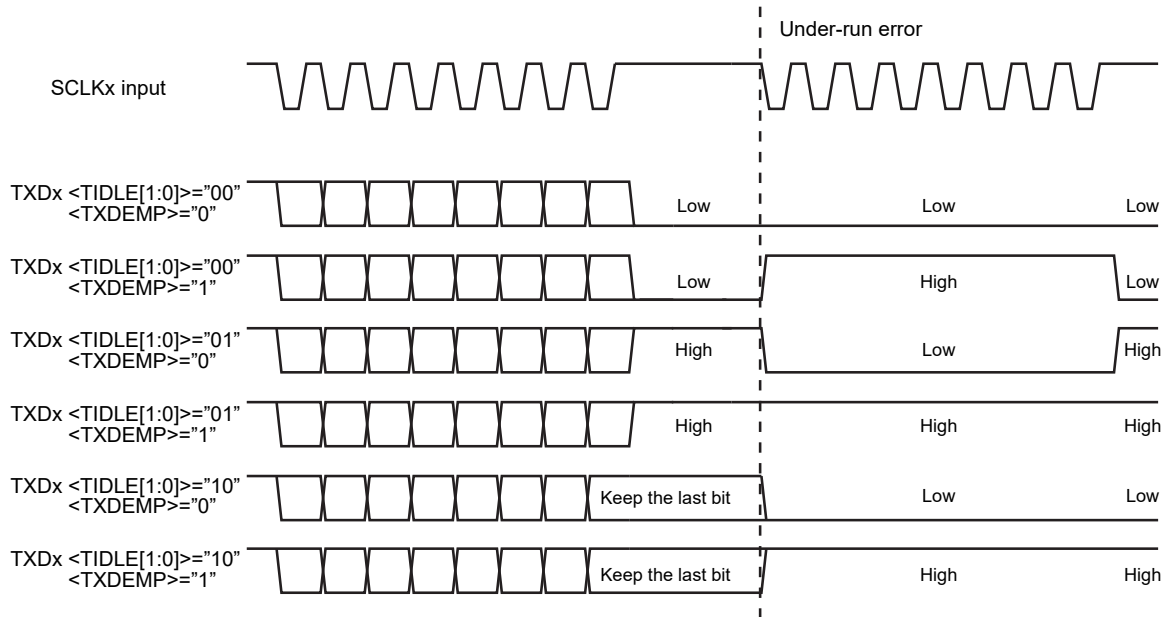 Under-run error
SCLKx input
TXDx <TIDLE[1:0]>=”00”
<TXDEMP>=”0”
Low Low Low
TXDx <TIDLE[1:0]>=”00”
<TXDEMP>=”1”
Low High Low
TXDx <TIDLE[1:0]>=”01”
<TXDEMP>=”0”
High Low High
TXDx <TIDLE[1:0]>=”01”
<TXDEMP>=”1”
High High High
TXDx <TIDLE[1:0]>=”10”
<TXDEMP>=”0”
Keep the last bit Low Low
TXDx <TIDLE[1:0]>=”10”
<TXDEMP>=”1”
Keep the last bit High High